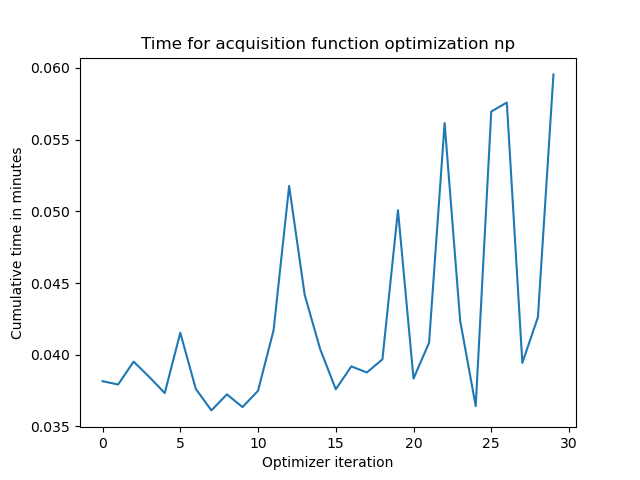 Time for acquisition function optimization np
0.060
0.055
0.050
0.045
0.040
0.035
Cumulative time in minutes
0 5 10 15 20 25 30
Optimizer iteration